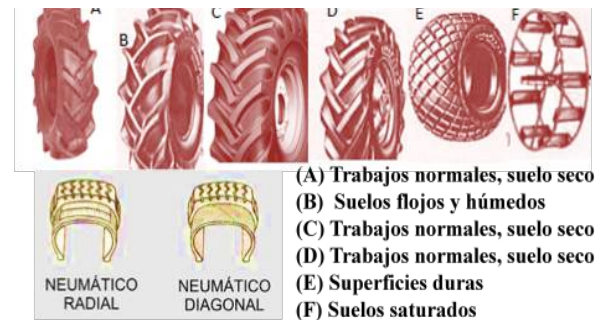 A B C D E F
NEUMÁTICO RADIAL
NEUMÁTICO DIAGONAL
(A) Trabajos normales, suelo seco
(B) Suelos flojos y húmedos
(C) Trabajos normales, suelo seco
(D) Trabajos normales, suelo seco
(E) Superficies duras
(F) Suelos saturados